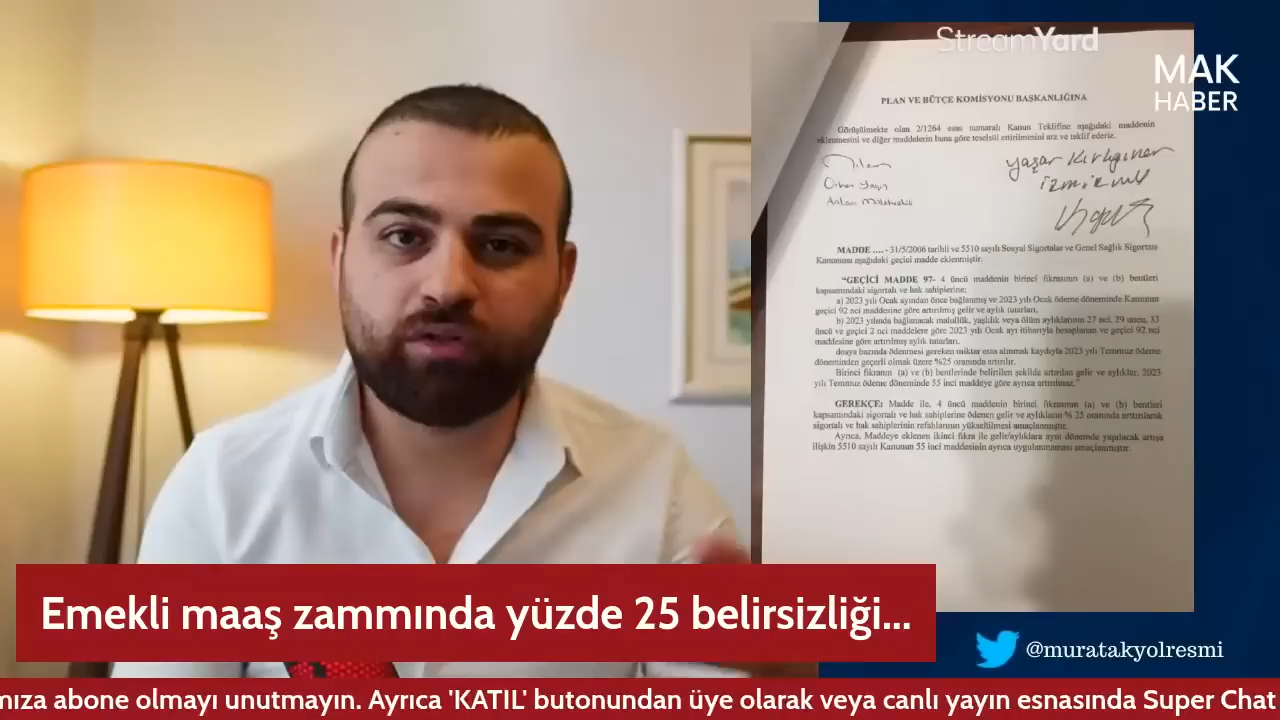 StreamYard
MAK
HABER
PLAN VE BÜTÇE KOMİSYONU BAŞKANLIĞINA
Görüşülmekte olan 2/1264 esas numaralı Kanun Teklifine aşağıdaki maddenin
eklenmesini ve diğer maddelerin buna göre teselsül ettirilmesini arz ve teklif ederiz.
Yaşar Kırkpınar
İzmir
MADDE .... - 31/5/2006 tarihli ve 5510 sayılı Sosyal Sigortalar ve Genel Sağlık Sigortası
Kanununa aşağıdaki geçici madde eklenmiştir.
"GEÇİCİ MADDE 97- 4 üncü maddenin birinci fıkrasının (a) ve (b) bentleri
kapsamındaki sigortalı ve hak sahiplerine;
a) 2023 yılı Ocak ayından önce bağlanmış ve 2023 yılı Ocak ödeme döneminde Kanunun
geçici 92 nci maddesine göre artırılmış gelir ve aylık tutarları,
b) 2023 yılında bağlanacak malullük, yaşlılık veya ölüm aylıklarının 27 nci, 29 uncu, 33
üncü ve geçici 2 nci maddelere göre 2023 yılı Ocak ayı itibarıyla hesaplanan ve geçici 92 nci
maddesine göre artırılmış aylık tutarları,
dosya bazında ödenmesi gereken miktar esas alınmak kaydıyla 2023 yılı Temmuz ödeme
döneminden geçerli olmak üzere %25 oranında artırılır.
Birinci fıkranın (a) ve (b) bentlerinde belirtilen şekilde artırılan gelir ve aylıklar, 2023
yılı Temmuz ödeme döneminde 55 inci maddeye göre ayrıca artırılmaz."
GEREKÇE: Madde ile, 4 üncü maddenin birinci fıkrasının (a) ve (b) bentleri
kapsamındaki sigortalı ve hak sahiplerine ödenen gelir ve aylıkların % 25 oranında arttırılarak
sigortalı ve hak sahiplerinin refahlarının yükseltilmesi amaçlanmıştır.
Ayrıca, Maddeye eklenen ikinci fıkra ile gelir/aylıklara aynı dönemde yapılacak artışa
ilişkin 5510 sayılı Kanunun 55 inci maddesinin ayrıca uygulanmaması amaçlanmıştır.
Emekli maaş zammında yüzde 25 belirsizliği...
@muratakyolresmi
mıza abone olmayı unutmayın. Ayrıca 'KATIL' butonundan üye olarak veya canlı yayın esnasında Super Chat